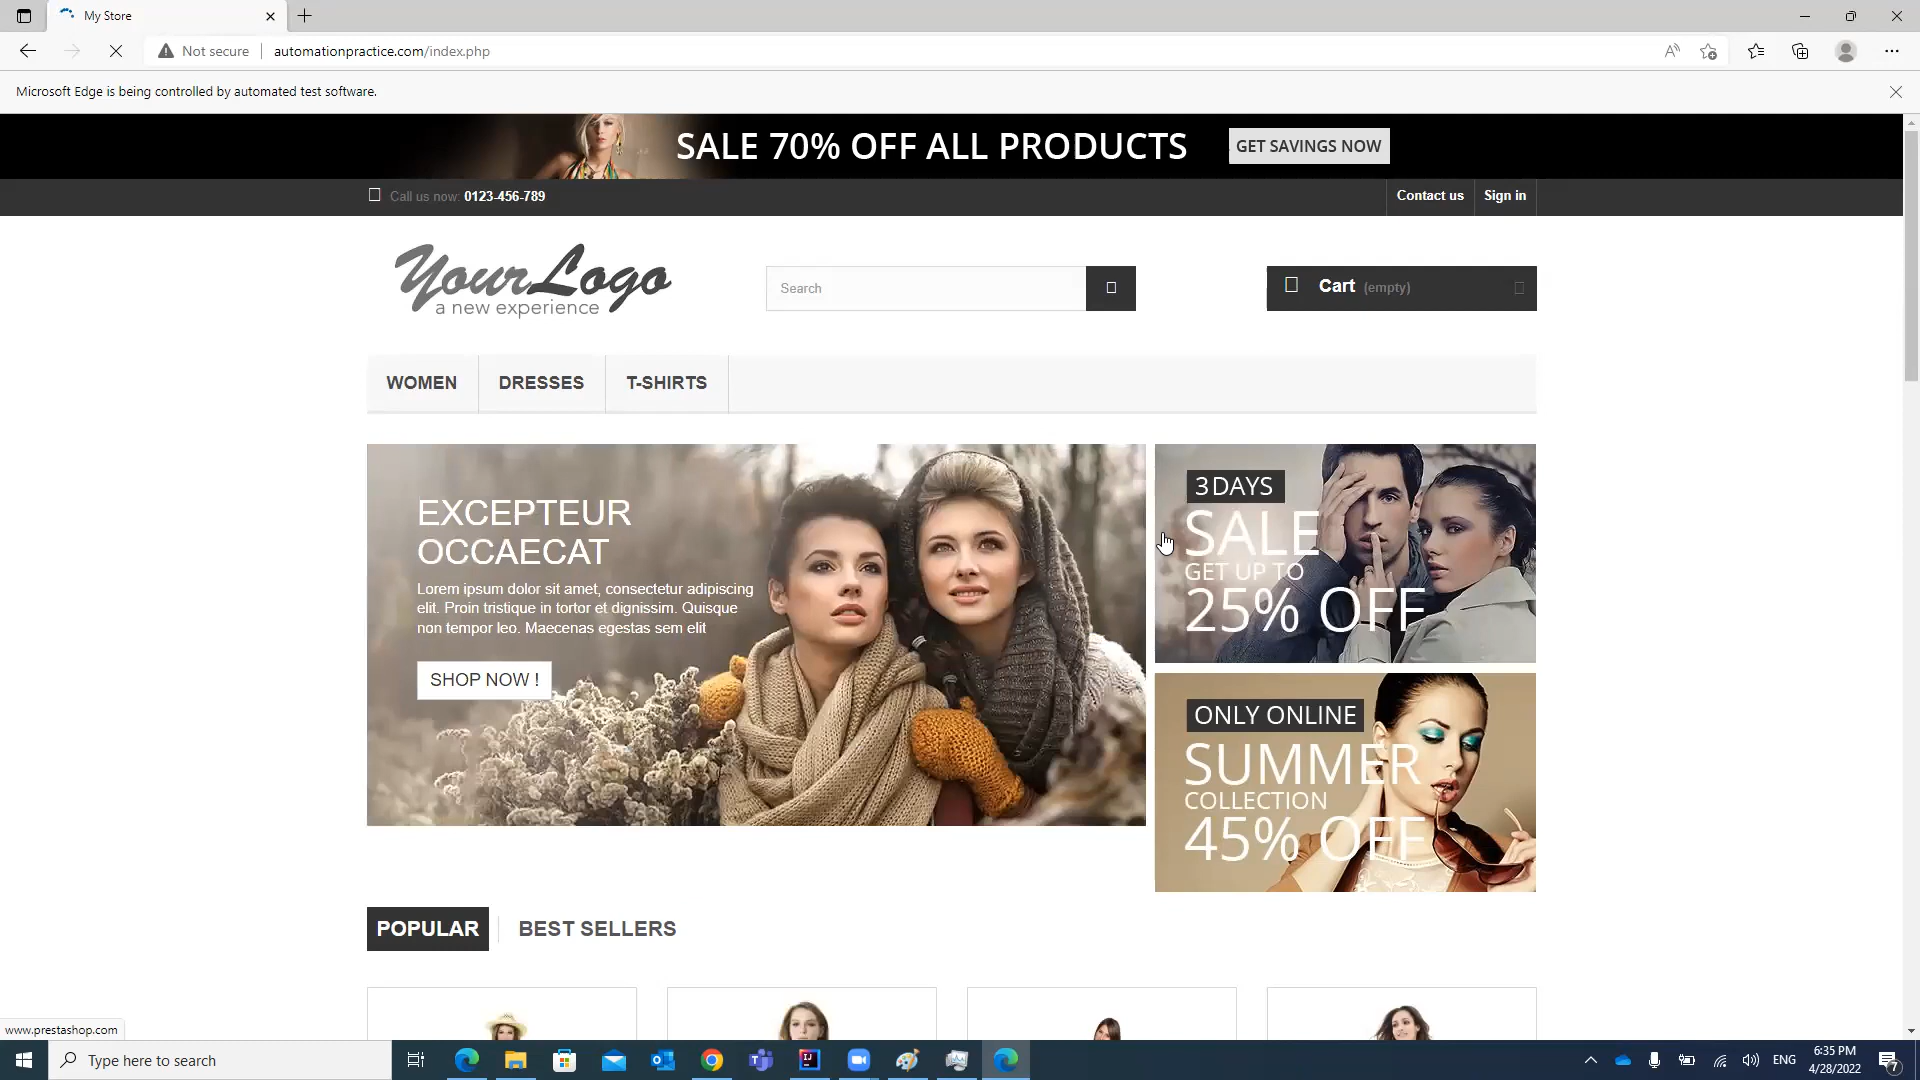 My Store
Not secure
automationpractice.com/index.php
Microsoft Edge is being controlled by automated test software.
SALE 70% OFF ALL PRODUCTS
GET SAVINGS NOW
Call us now: 0123-456-789
Contact us
Sign in
YourLogo
a new experience
Search
Cart (empty)
WOMEN
DRESSES
T-SHIRTS
EXCEPTEUR
OCCAECAT
Lorem ipsum dolor sit amet, consectetur adipiscing
elit. Proin tristique in tortor et dignissim. Quisque
non tempor leo. Maecenas egestas sem elit
SHOP NOW !
3DAYS
SALE
GET UP TO
25% OFF
ONLY ONLINE
SUMMER
COLLECTION
45% OFF
POPULAR
BEST SELLERS
www.prestashop.com
Type here to search
ENG
6:35 PM
4/28/2022
7